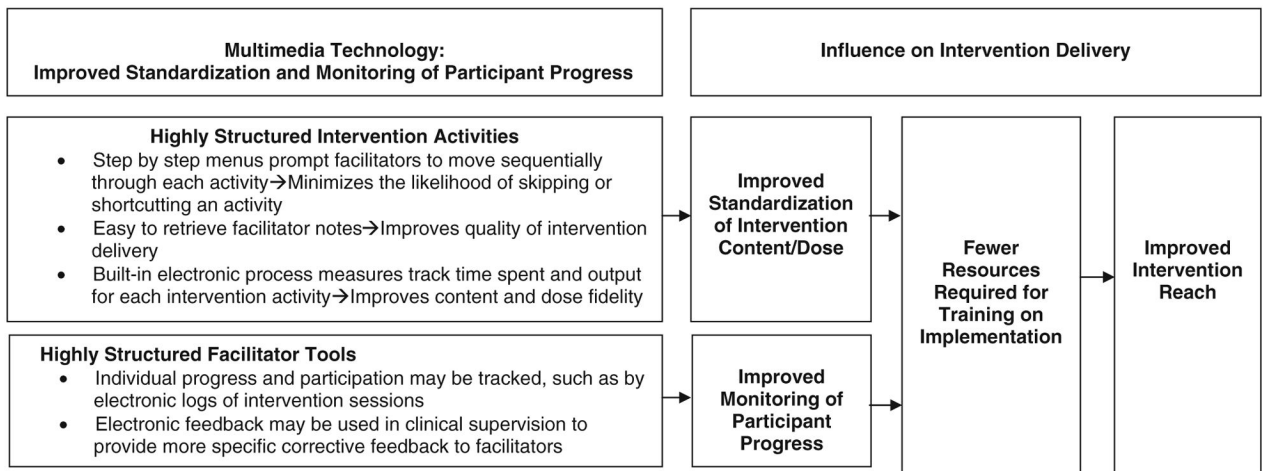 Multimedia Technology:
Improved Standardization and Monitoring of Participant Progress
Influence on Intervention Delivery
Highly Structured Intervention Activities
• Step by step menus prompt facilitators to move sequentially
through each activity→Minimizes the likelihood of skipping or
shortcutting an activity
• Easy to retrieve facilitator notes→Improves quality of intervention
delivery
• Built-in electronic process measures track time spent and output
for each intervention activity→Improves content and dose fidelity
Improved
Standardization
of Intervention
Content/Dose
Highly Structured Facilitator Tools
• Individual progress and participation may be tracked, such as by
electronic logs of intervention sessions
• Electronic feedback may be used in clinical supervision to
provide more specific corrective feedback to facilitators
Improved
Monitoring of
Participant
Progress
Fewer
Resources
Required for
Training on
Implementation
Improved
Intervention
Reach